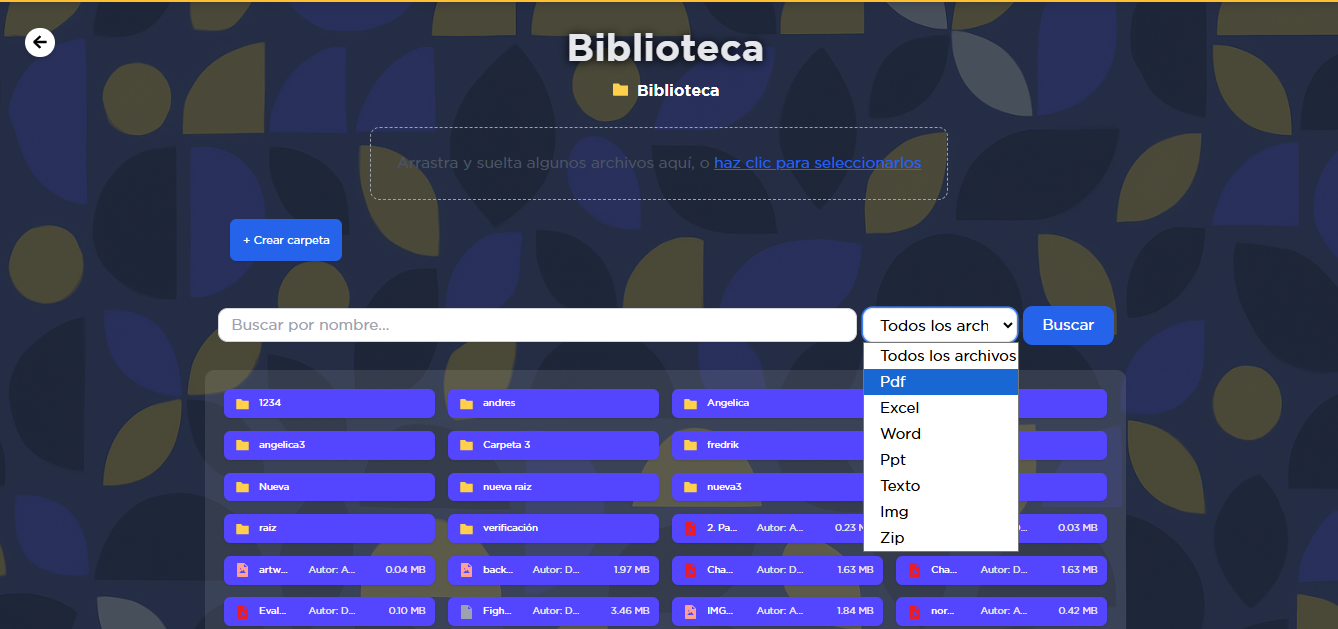 Biblioteca
Biblioteca
Arrastra y suelta algunos archivos aquí, o haz clic para seleccionarlos
+ Crear carpeta
Buscar por nombre...
Todos los arch
Buscar
Todos los archivos
Pdf
Excel
Word
Ppt
Texto
Img
Zip
1234
andres
Angelica
angelica3
Carpeta 3
fredrik
Nueva
nueva raiz
nueva3
raiz
verificación
2. Pa... Autor: A... 0.23 M
0.03 MB
artw... Autor: A... 0.04 MB
back... Autor: D... 1.97 MB
Cha... Autor: D... 1.63 MB
Cha... Autor: D... 1.63 MB
Eval... Autor: D... 0.10 MB
Figh... Autor: D... 3.46 MB
IMG... Autor: A... 1.84 MB
nor... Autor: A... 0.42 MB